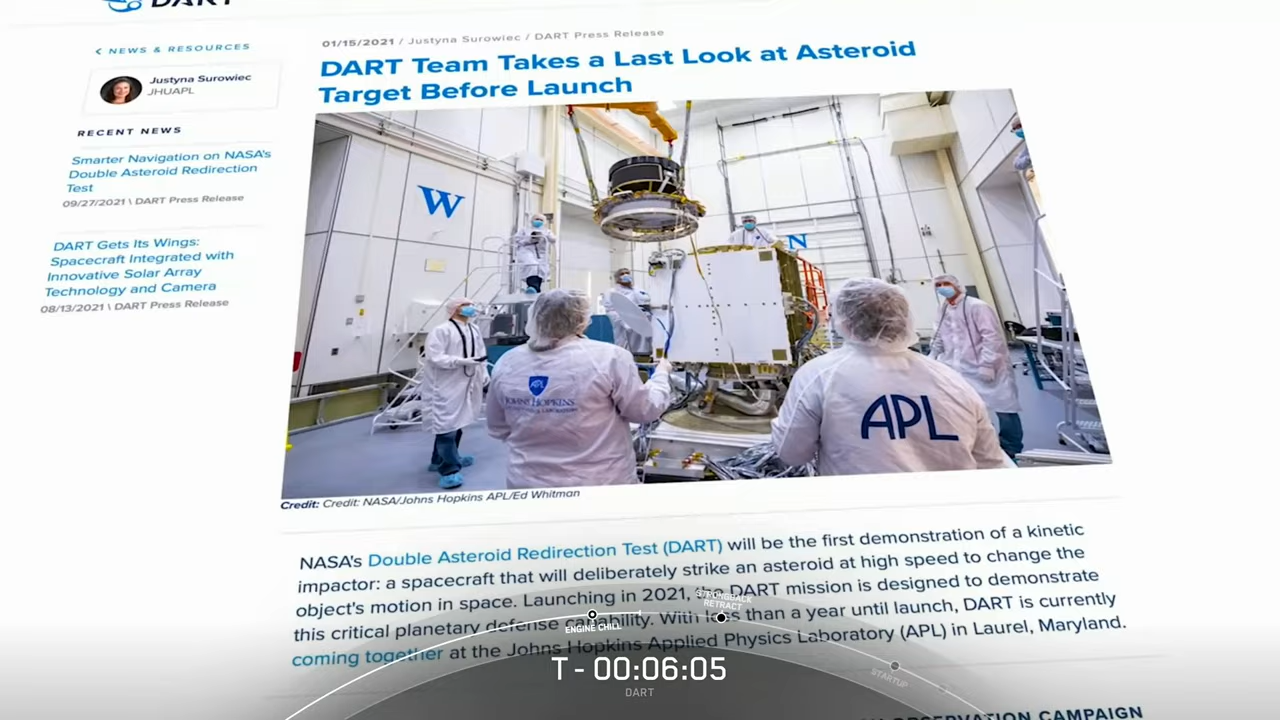 DART
NEWS & RESOURCES
Justyna Surowiec
JHUAPL
RECENT NEWS
Smarter Navigation on NASA's
Double Asteroid Redirection
Test
09/27/2021 \ DART Press Release
DART Gets Its Wings:
Spacecraft Integrated with
Innovative Solar Array
Technology and Camera
08/13/2021 \ DART Press Release
01/15/2021 / Justyna Surowiec / DART Press Release
DART Team Takes a Last Look at Asteroid
Target Before Launch
W
N
APL
JOHNS HOPKINS
APL
Credit: Credit: NASA/Johns Hopkins APL/Ed Whitman
NASA's Double Asteroid Redirection Test (DART) will be the first demonstration of a kinetic
impactor: a spacecraft that will deliberately strike an asteroid at high speed to change the
object's motion in space. Launching in 2021, the DART mission is designed to demonstrate
this critical planetary defense capability. With less than a year until launch, DART is currently
coming together at the Johns Hopkins Applied Physics Laboratory (APL) in Laurel, Maryland.
OBSERVATION CAMPAIGN
ENGINE CHILL
STRONGBACK
RETRACT
STARTUP
T- 00:06:05
DART